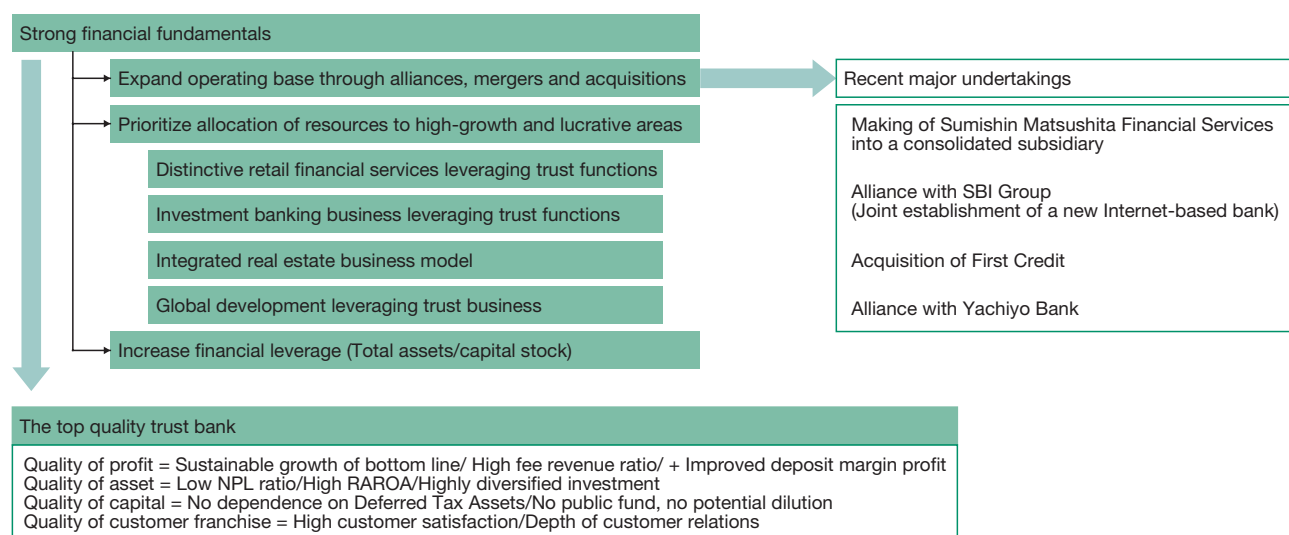 Strong financial fundamentals
Expand operating base through alliances, mergers and acquisitions
Prioritize allocation of resources to high-growth and lucrative areas
Distinctive retail financial services leveraging trust functions
Investment banking business leveraging trust functions
Integrated real estate business model
Global development leveraging trust business
Increase financial leverage (Total assets/capital stock)
Recent major undertakings
Making of Sumishin Matsushita Financial Services
into a consolidated subsidiary
Alliance with SBI Group
(Joint establishment of a new Internet-based bank)
Acquisition of First Credit
Alliance with Yachiyo Bank
The top quality trust bank
Quality of profit = Sustainable growth of bottom line/ High fee revenue ratio/ + Improved deposit margin profit
Quality of asset = Low NPL ratio/High RAROA/Highly diversified investment
Quality of capital = No dependence on Deferred Tax Assets/No public fund, no potential dilution
Quality of customer franchise = High customer satisfaction/Depth of customer relations